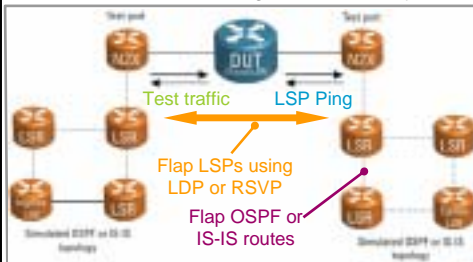 Test port
Test port
N2X
DUT
N2X
Test traffic
LSP Ping
LSR
LSR
LSR
LSR
Flap LSPs using
LDP or RSVP
LSR
LSR
Flap OSPF or
IS-IS routes
Simulated OSPF or IS-IS
topology
Simulated OSPF or IS-IS
topology